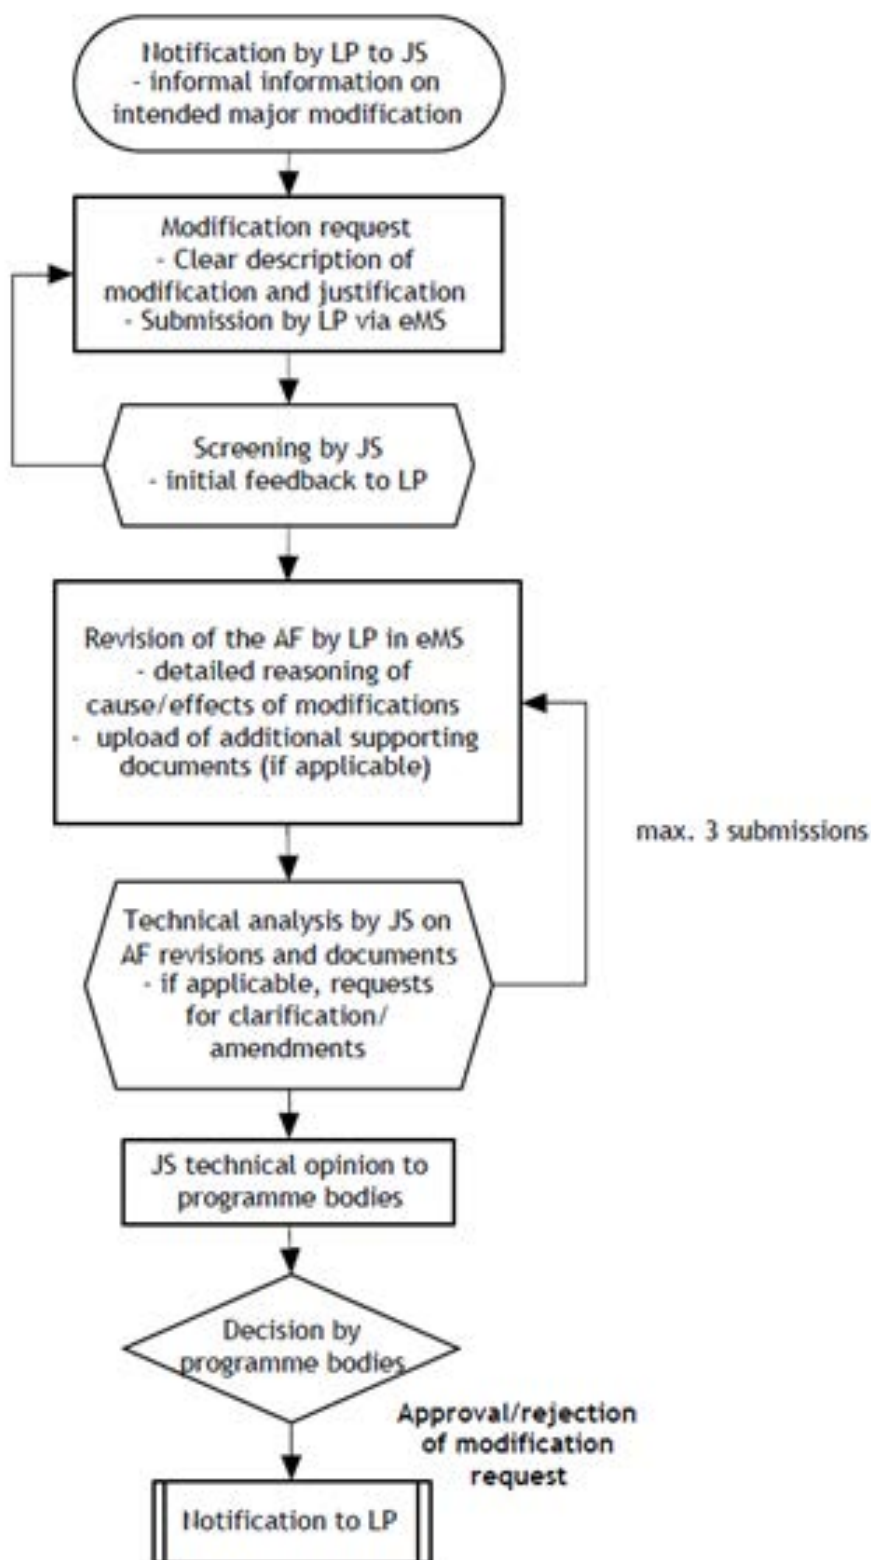 Notification by LP to JS
- informal information on
intended major modification
Modification request
- Clear description of
modification and justification
- Submission by LP via eMS
Screening by JS
- initial feedback to LP
Revision of the AF by LP in eMS
- detailed reasoning of
cause/effects of modifications
- upload of additional supporting
documents (if applicable)
max. 3 submissions
Technical analysis by JS on
AF revisions and documents
- if applicable, requests
for clarification/
amendments
JS technical opinion to
programme bodies
Decision by
programme bodies
Approval/rejection
of modification
request
Notification to LP